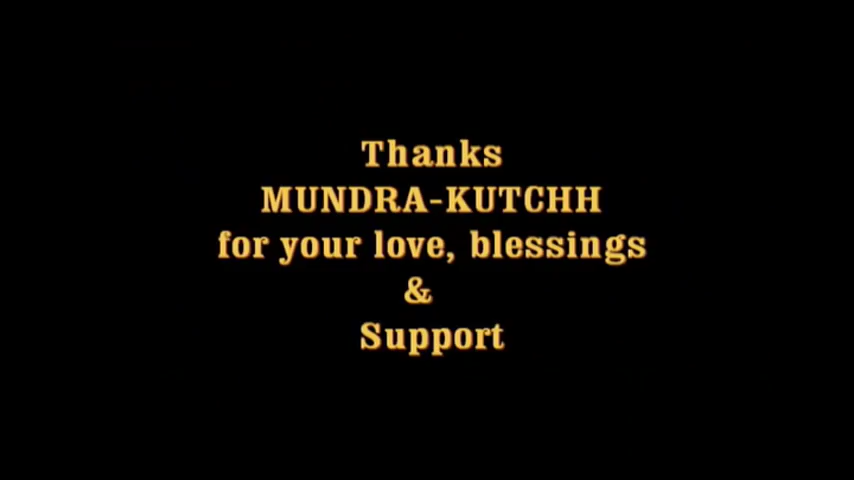 Thanks
MUNDRA-KUTCHH
for your love, blessings
&
Support